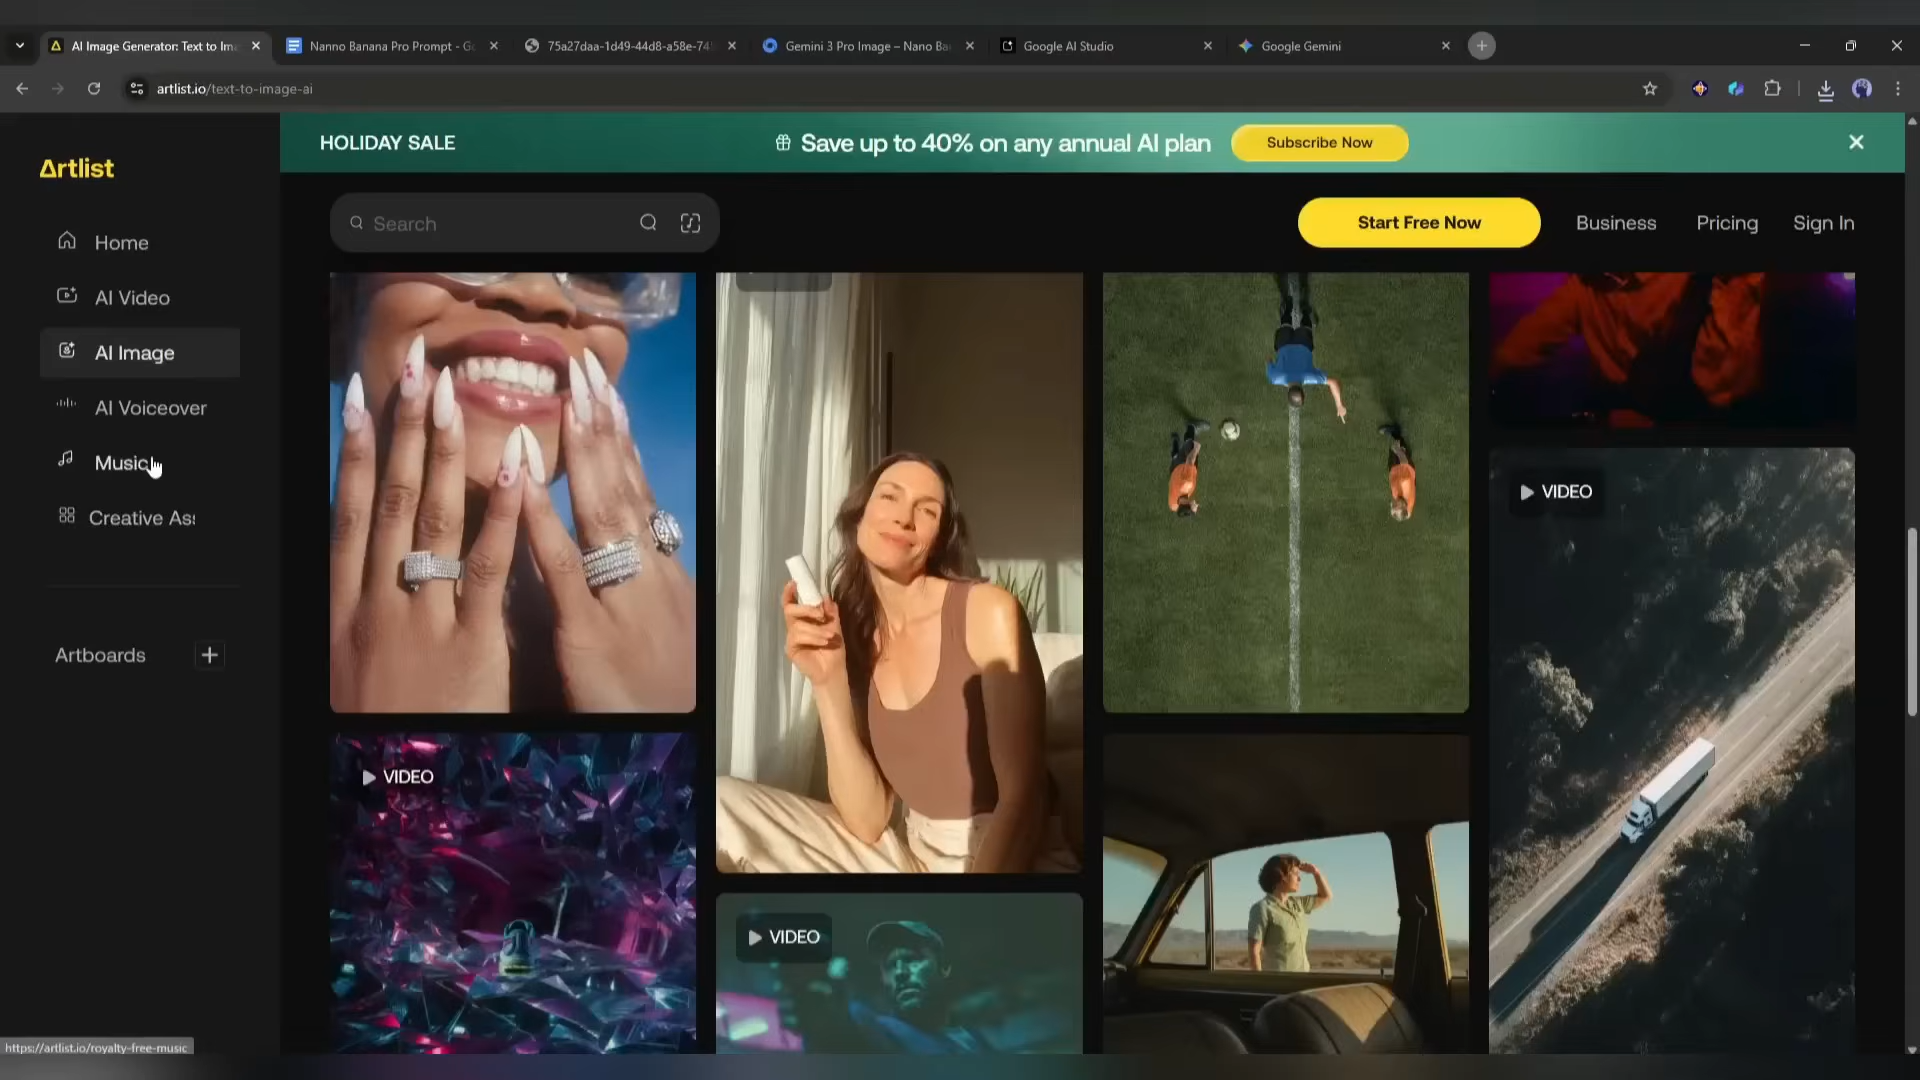 AI Image Generator: Text to Im
Nanno Banana Pro Prompt - G
75a27daa-1d49-44d8-a58e-74
Gemini 3 Pro Image – Nano Ba
Google AI Studio
Google Gemini
artlist.io/text-to-image-ai
HOLIDAY SALE
Save up to 40% on any annual AI plan
Subscribe Now
Artlist
Search
Start Free Now
Business
Pricing
Sign In
Home
AI Video
AI Image
AI Voiceover
Music
Creative Ass
Artboards
VIDEO
VIDEO
VIDEO
https://artlist.io/royalty-free-music